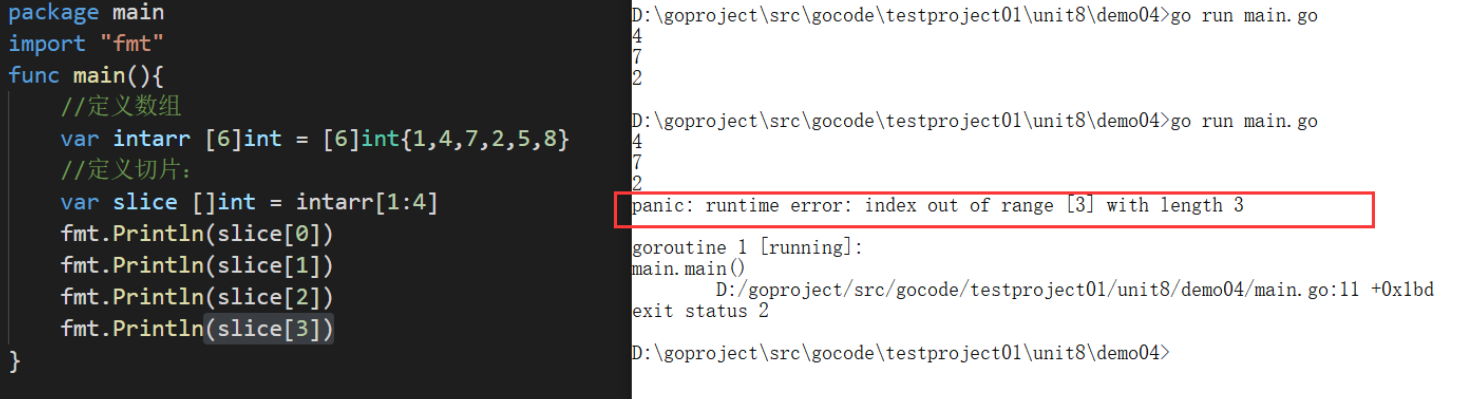 package main
import "fmt"
func main(){
    //定义数组
    var intarr [6]int = [6]int{1,4,7,2,5,8}
    //定义切片：
    var slice []int = intarr[1:4]
    fmt.Println(slice[0])
    fmt.Println(slice[1])
    fmt.Println(slice[2])
    fmt.Println(slice[3])
}
D:\goproject\src\gocode\testproject01\unit8\demo04>go run main.go
4
7
2
D:\goproject\src\gocode\testproject01\unit8\demo04>go run main.go
4
7
2
panic: runtime error: index out of range [3] with length 3
goroutine 1 [running]:
main.main()
        D:/goproject/src/gocode/testproject01/unit8/demo04/main.go:11 +0x1bd
exit status 2
D:\goproject\src\gocode\testproject01\unit8\demo04>